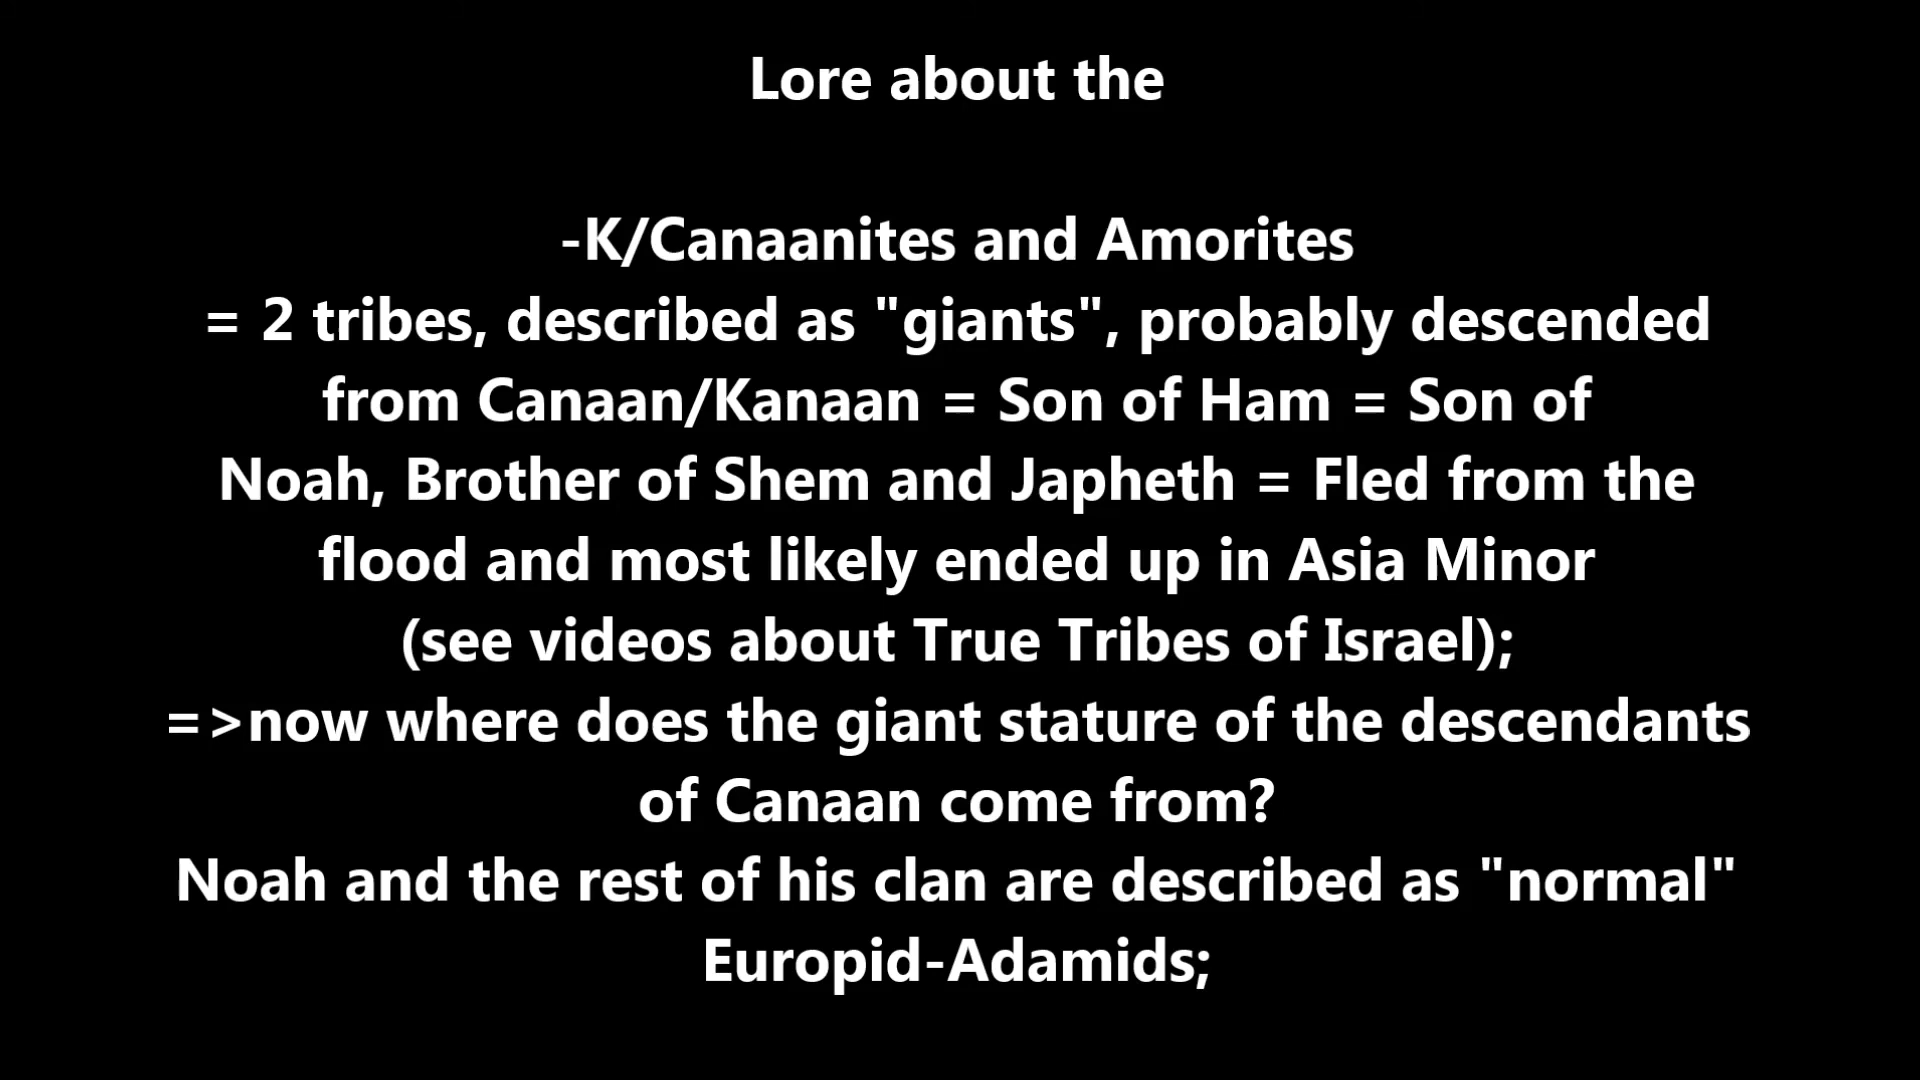 Lore about the
-K/Canaanites and Amorites
= 2 tribes, described as "giants", probably descended
from Canaan/Kanaan = Son of Ham = Son of
Noah, Brother of Shem and Japheth = Fled from the
flood and most likely ended up in Asia Minor
(see videos about True Tribes of Israel);
=>now where does the giant stature of the descendants
of Canaan come from?
Noah and the rest of his clan are described as "normal"
Europid-Adamids;